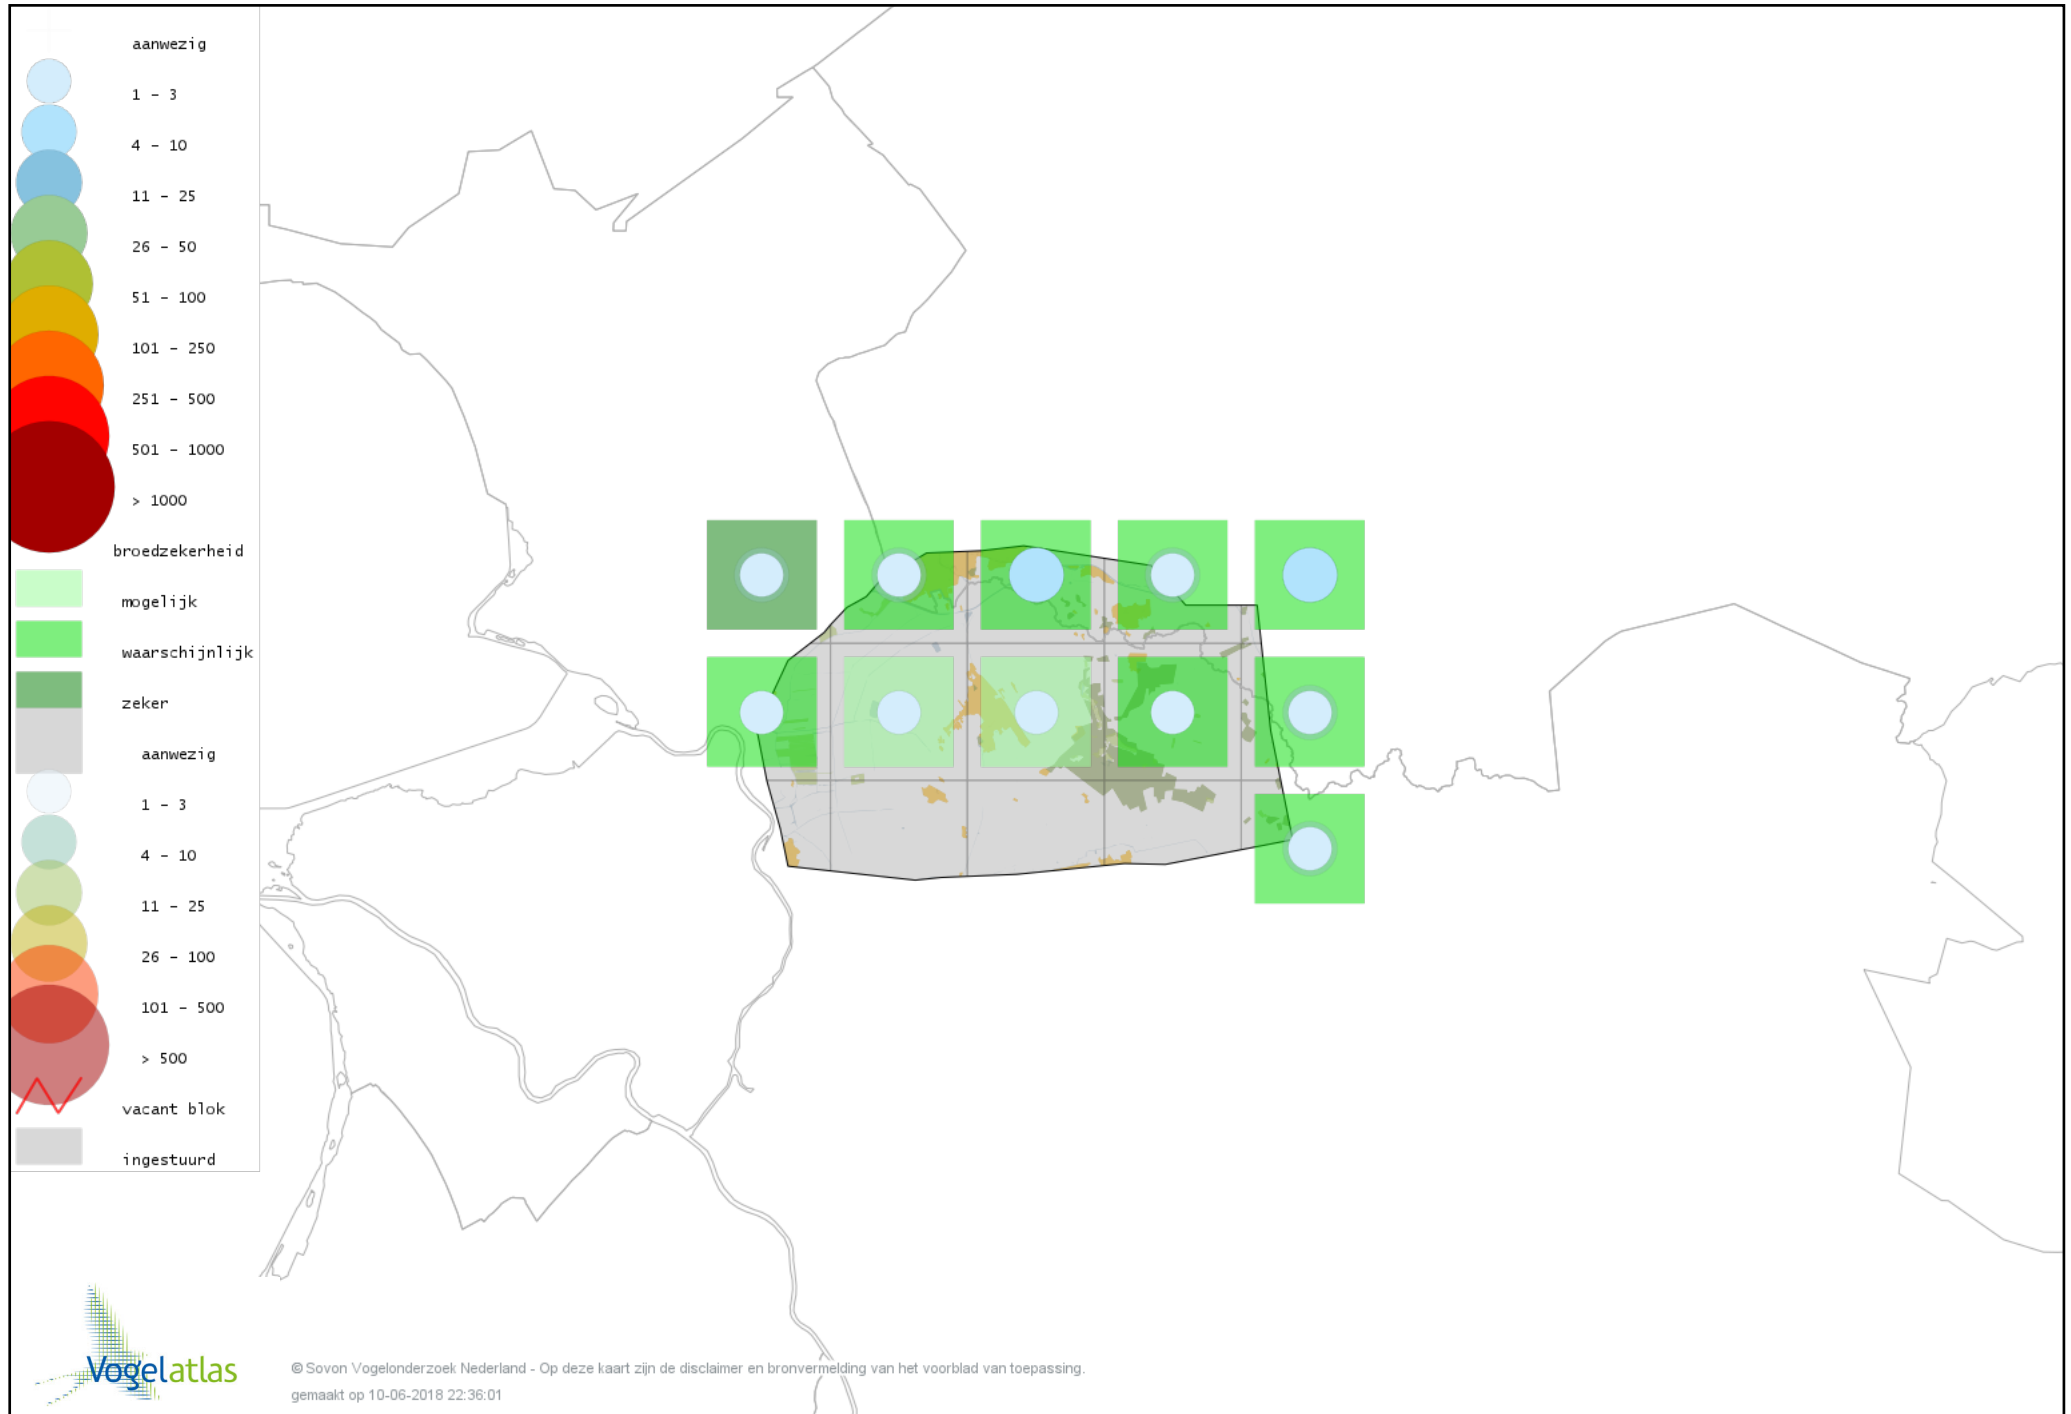 aanwezig
1 - 3
4 - 10
11 - 25
26 - 50
51 - 100
101 - 250
251 - 500
501 - 1000
> 1000
broedzekerheid
mogelijk
waarschijnlijk
zeker
aanwezig
1 - 3
4 - 10
11 - 25
26 - 100
101 - 500
> 500
vacant blok
ingestuurd
Vogelatlas
© Sovon Vogelonderzoek Nederland - Op deze kaart zijn de disclaimer en bronvermelding van het voorblad van toepassing.
gemaakt op 10-06-2018 22:36:01